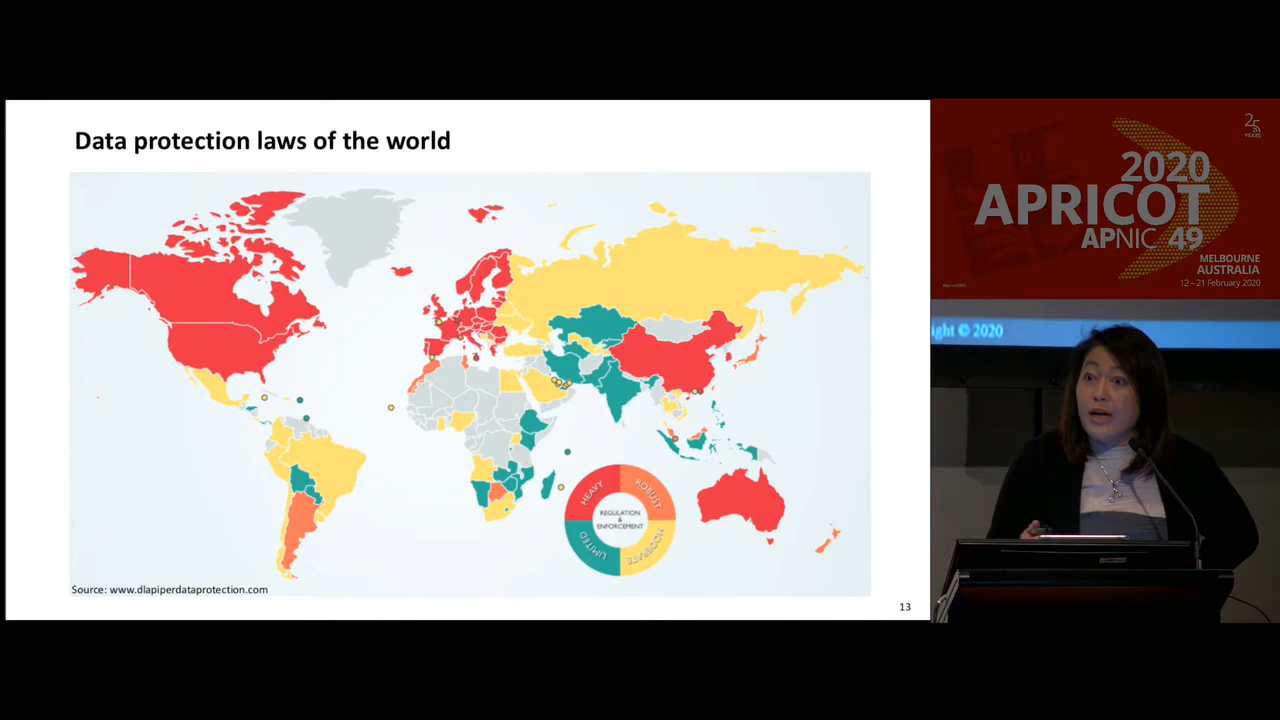 Data protection laws of the world
HEAVY
ROBUST
REGULATION
&
ENFORCEMENT
LIMITED
MODERATE
Source: www.dlapiperdataprotection.com
13
25
YEARS
2020
APRICOT
APNIC 49
MELBOURNE
AUSTRALIA
12 – 21 February 2020
ight © 2020